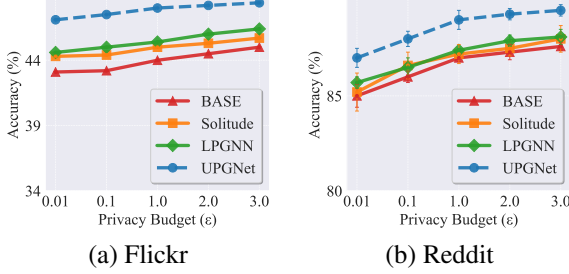 Accuracy (%)
44
39
34
BASE
Solitude
LPGNN
UPGNet
0.01 0.1 1.0 2.0 3.0
Privacy Budget (ε)
(a) Flickr
Accuracy (%)
85
80
BASE
Solitude
LPGNN
UPGNet
0.01 0.1 1.0 2.0 3.0
Privacy Budget (ε)
(b) Reddit